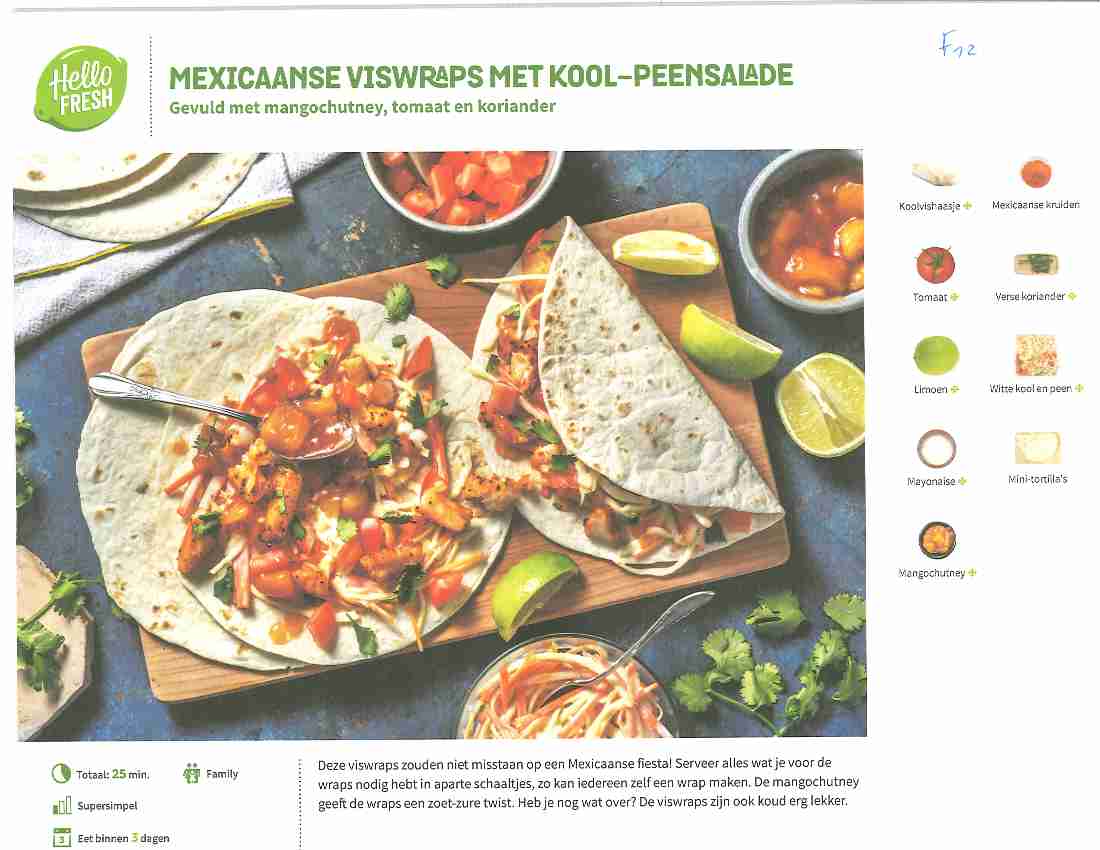 F12
Hello
FRESH
MEXICAANSE VISWRAPS MET KOOL–PEENSALADE
Gevuld met mangochutney, tomaat en koriander
Koolvishaasje
Mexicaanse kruiden
Tomaat
Verse koriander
Limoen
Witte kool en peen
Mayonaise
Mini-tortilla's
Mangochutney
Totaal: 25 min.
Family
Supersimpel
3
Eet binnen 3 dagen
Deze viswraps zouden niet misstaan op een Mexicaanse fiesta! Serveer alles wat je voor de
wraps nodig hebt in aparte schaaltjes, zo kan iedereen zelf een wrap maken. De mangochutney
geeft de wraps een zoet-zure twist. Heb je nog wat over? De viswraps zijn ook koud erg lekker.